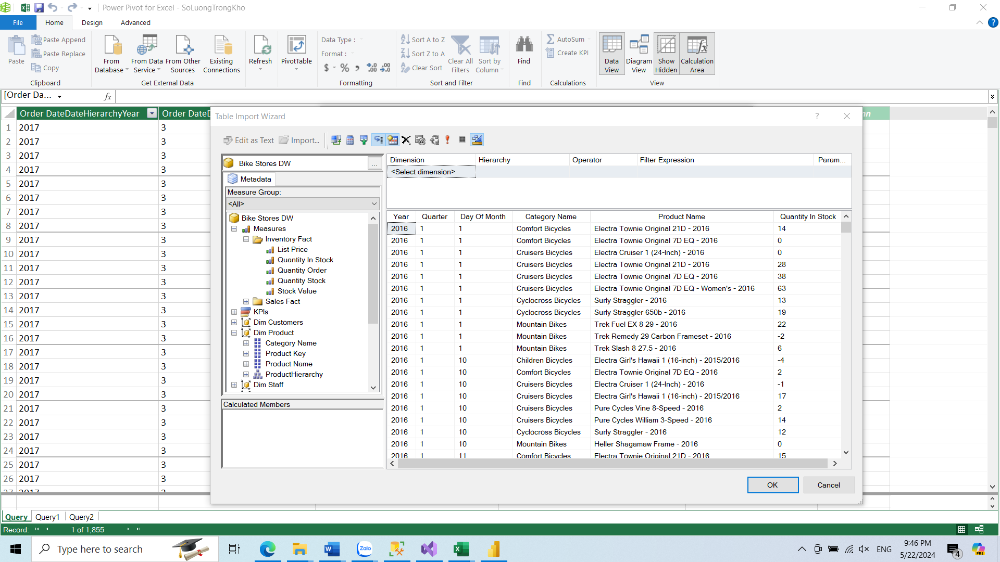 Power Pivot for Excel - SoLuongTrongKho
File Home Design Advanced
Paste
Paste Append
Paste Replace
Copy
Clipboard
From Database
From Data Service
From Other Sources
Existing Connections
Get External Data
Refresh
PivotTable
Data Type :
Format :
$ % ,
Formatting
Sort A to Z
Sort Z to A
Clear Sort
Clear All Filters
Sort by Column
Sort and Filter
Find
Find
AutoSum
Create KPI
Calculations
Data View
Diagram View
Show Hidden
Calculation Area
View
[Order Da... fx
Order DateDateHierarchyYear Order DateD
1 2017 3
2 2017 3
3 2017 3
4 2017 3
5 2017 3
6 2017 3
7 2017 3
8 2017 3
9 2017 3
10 2017 3
11 2017 3
12 2017 3
13 2017 3
14 2017 3
15 2017 3
16 2017 3
17 2017 3
18 2017 3
19 2017 3
20 2017 3
21 2017 3
22 2017 3
23 2017 3
24 2017 3
25 2017 3
26 2017 3
27 2017 3
Table Import Wizard ?
Edit as Text Import...
Bike Stores DW ...
Metadata
Measure Group:
<All>
Bike Stores DW
Measures
Inventory Fact
List Price
Quantity In Stock
Quantity Order
Quantity Stock
Stock Value
Sales Fact
KPIs
Dim Customers
Dim Product
Category Name
Product Key
Product Name
ProductHierarchy
Dim Staff
Calculated Members
Dimension Hierarchy Operator Filter Expression Param...
<Select dimension>
Year Quarter Day Of Month Category Name Product Name Quantity In Stock
2016 1 1 Comfort Bicycles Electra Townie Original 21D - 2016 14
2016 1 1 Comfort Bicycles Electra Townie Original 7D EQ - 2016 0
2016 1 1 Cruisers Bicycles Electra Cruiser 1 (24-Inch) - 2016 0
2016 1 1 Cruisers Bicycles Electra Townie Original 21D - 2016 28
2016 1 1 Cruisers Bicycles Electra Townie Original 7D EQ - 2016 38
2016 1 1 Cruisers Bicycles Electra Townie Original 7D EQ - Women's - 2016 63
2016 1 1 Cyclocross Bicycles Surly Straggler - 2016 13
2016 1 1 Cyclocross Bicycles Surly Straggler 650b - 2016 19
2016 1 1 Mountain Bikes Trek Fuel EX 8 29 - 2016 22
2016 1 1 Mountain Bikes Trek Remedy 29 Carbon Frameset - 2016 -2
2016 1 1 Mountain Bikes Trek Slash 8 27.5 - 2016 6
2016 1 10 Children Bicycles Electra Girl's Hawaii 1 (16-inch) - 2015/2016 -4
2016 1 10 Comfort Bicycles Electra Townie Original 7D EQ - 2016 2
2016 1 10 Cruisers Bicycles Electra Cruiser 1 (24-Inch) - 2016 -1
2016 1 10 Cruisers Bicycles Electra Girl's Hawaii 1 (16-inch) - 2015/2016 17
2016 1 10 Cruisers Bicycles Pure Cycles Vine 8-Speed - 2016 2
2016 1 10 Cruisers Bicycles Pure Cycles William 3-Speed - 2016 14
2016 1 10 Cyclocross Bicycles Surly Straggler - 2016 12
2016 1 10 Mountain Bikes Heller Shagamaw Frame - 2016 0
2016 1 11 Comfort Bicycles Electra Townie Original 21D - 2016 15
OK Cancel
Query Query1 Query2
Record: 1 of 1,855
Type here to search
Zalo
ENG
9:46 PM
5/22/2024
4
PRE